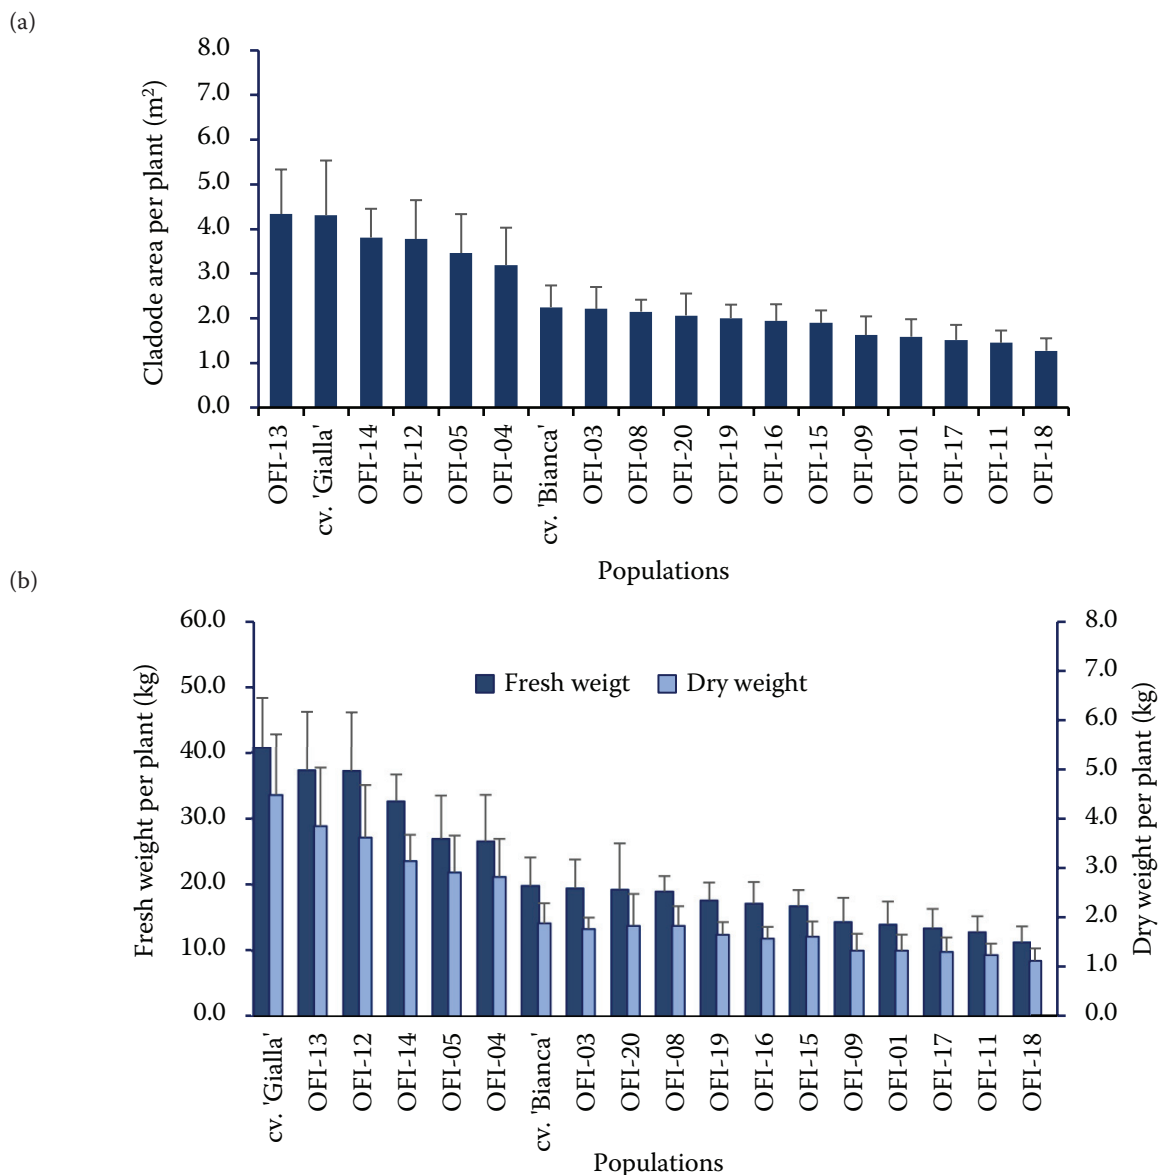 (a)
Cladode area per plant (m²)
8.0
7.0
6.0
5.0
4.0
3.0
2.0
1.0
0.0
OFI-13
cv. 'Gialla'
OFI-14
OFI-12
OFI-05
OFI-04
cv. 'Bianca'
OFI-03
OFI-08
OFI-20
OFI-19
OFI-16
OFI-15
OFI-09
OFI-01
OFI-17
OFI-11
OFI-18
Populations
(b)
Fresh weight per plant (kg)
60.0
50.0
40.0
30.0
20.0
10.0
0.0
Fresh weigt
Dry weight
8.0
7.0
6.0
5.0
4.0
3.0
2.0
1.0
0.0
Dry weight per plant (kg)
cv. 'Gialla'
OFI-13
OFI-12
OFI-14
OFI-05
OFI-04
cv. 'Bianca'
OFI-03
OFI-20
OFI-08
OFI-19
OFI-16
OFI-15
OFI-09
OFI-01
OFI-17
OFI-11
OFI-18
Populations